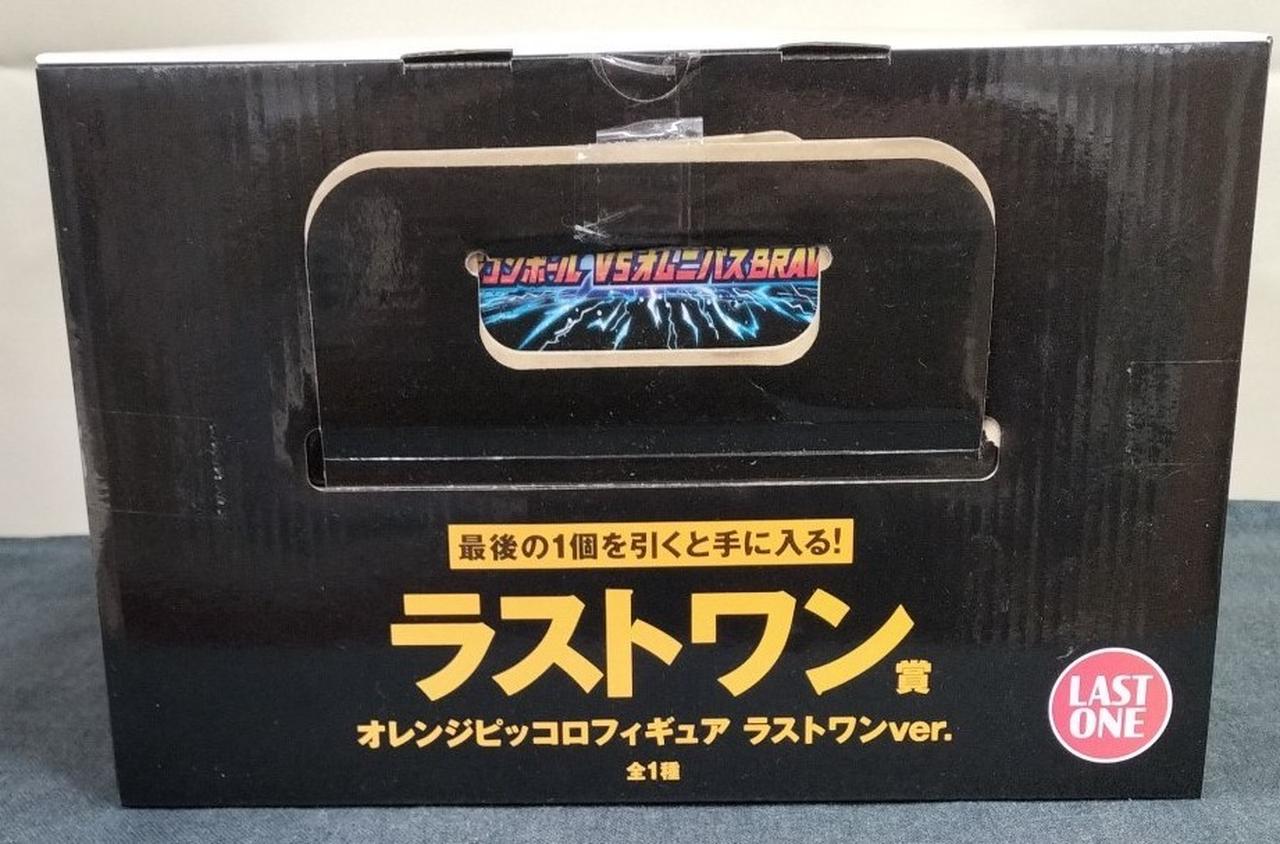 ゴンボール VSオムニバスBRAV
最後の1個を引くと手に入る!
ラストワン賞
オレンジピッコロフィギュア ラストワンver.
全1種
LAST
ONE